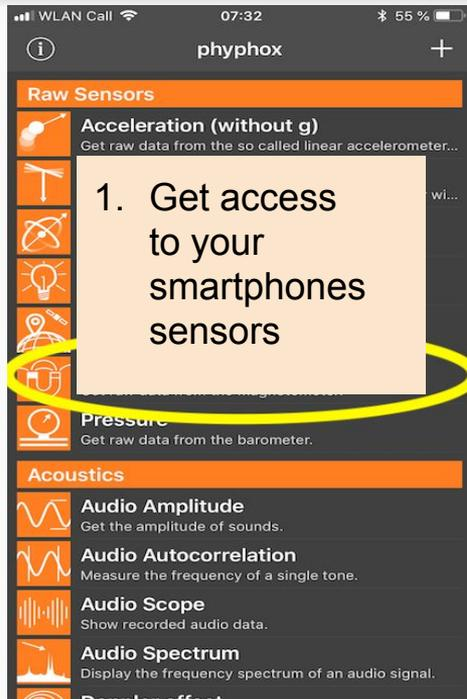 WLAN Call 07:32 55 %
phyphox
Raw Sensors
Acceleration (without g)
Get raw data from the so called linear accelerometer...
wi...
1. Get access
to your
smartphones
sensors
Pressure
Get raw data from the barometer.
Acoustics
Audio Amplitude
Get the amplitude of sounds.
Audio Autocorrelation
Measure the frequency of a single tone.
Audio Scope
Show recorded audio data.
Audio Spectrum
Display the frequency spectrum of an audio signal.